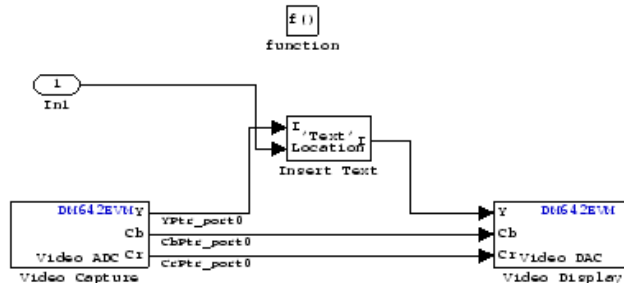 f()
function
1
In1
I
'Text'
I
Location
Insert Text
DM642EVM
Y
YPtr_port0
Cb
CbPtr_port0
Video ADC
Cr
CrPtr_port0
Video Capture
Y
DM642EVM
Cb
Cr
Video DAC
Video Display